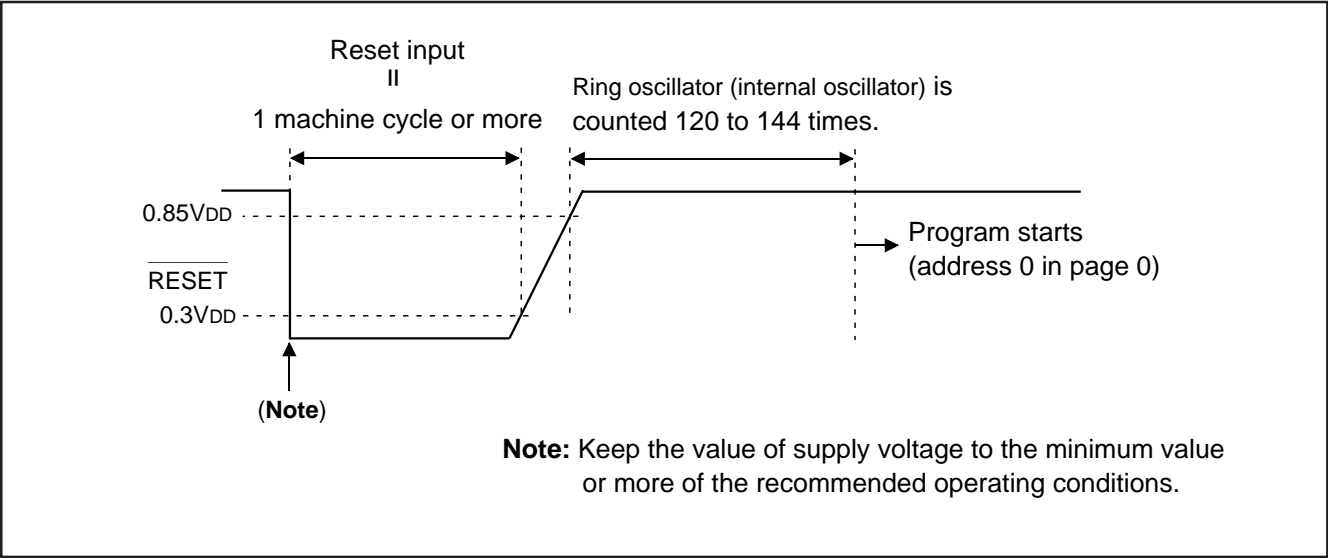 Reset input
=
1 machine cycle or more
Ring oscillator (internal oscillator) is
counted 120 to 144 times.
0.85VDD
RESET
0.3VDD
Program starts
(address 0 in page 0)
(Note)
Note: Keep the value of supply voltage to the minimum value
or more of the recommended operating conditions.